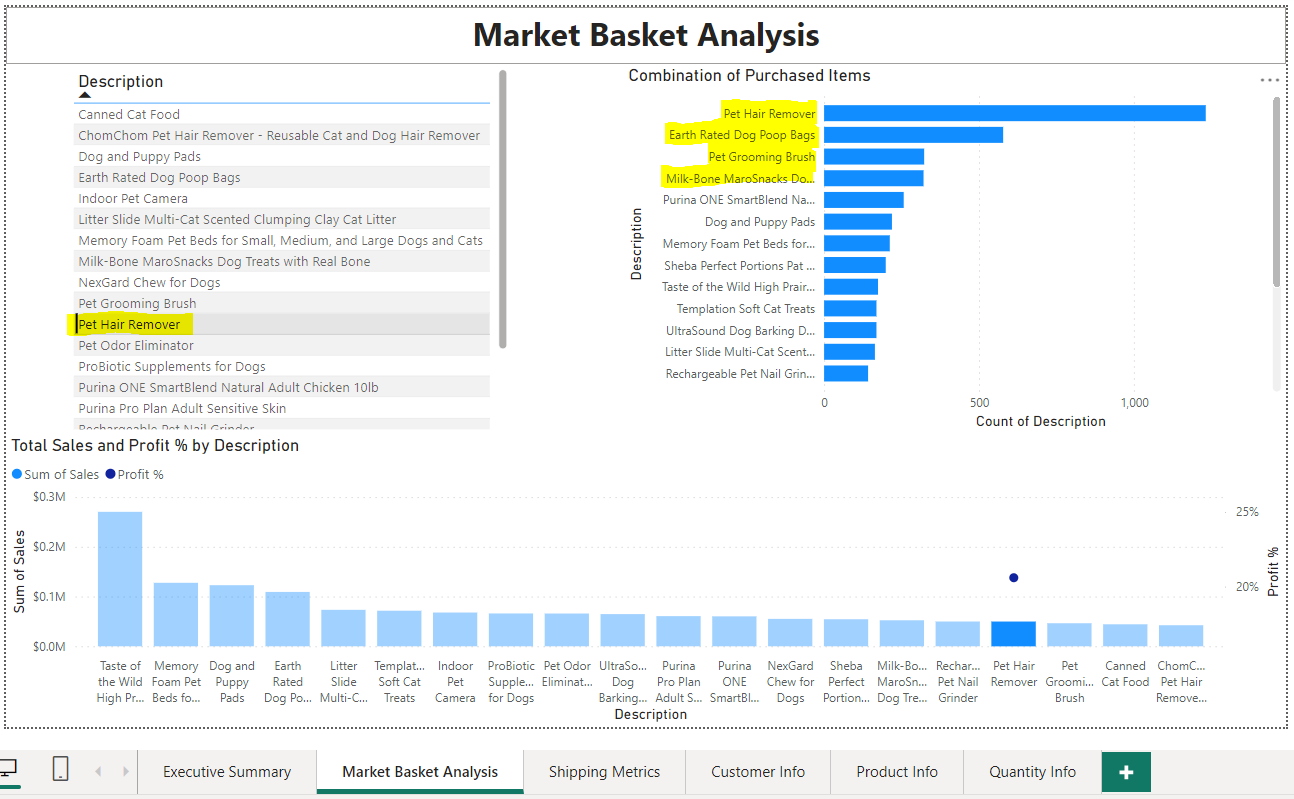 Market Basket Analysis
Description
Canned Cat Food
ChomChom Pet Hair Remover - Reusable Cat and Dog Hair Remover
Dog and Puppy Pads
Earth Rated Dog Poop Bags
Indoor Pet Camera
Litter Slide Multi-Cat Scented Clumping Clay Cat Litter
Memory Foam Pet Beds for Small, Medium, and Large Dogs and Cats
Milk-Bone MaroSnacks Dog Treats with Real Bone
NexGard Chew for Dogs
Pet Grooming Brush
Pet Hair Remover
Pet Odor Eliminator
ProBiotic Supplements for Dogs
Purina ONE SmartBlend Natural Adult Chicken 10lb
Purina Pro Plan Adult Sensitive Skin
Rechargeable Pet Nail Grinder
Combination of Purchased Items
Description
Pet Hair Remover
Earth Rated Dog Poop Bags
Pet Grooming Brush
Milk-Bone MaroSnacks Do...
Purina ONE SmartBlend Na...
Dog and Puppy Pads
Memory Foam Pet Beds for...
Sheba Perfect Portions Pat ...
Taste of the Wild High Prair...
Templation Soft Cat Treats
UltraSound Dog Barking D...
Litter Slide Multi-Cat Scent...
Rechargeable Pet Nail Grin...
0 500 1,000
Count of Description
Total Sales and Profit % by Description
Sum of Sales Profit %
Sum of Sales
$0.3M
$0.2M
$0.1M
$0.0M
25%
20%
Profit %
Taste of Memory Dog and Earth Litter Templat... Indoor ProBiotic Pet Odor UltraSo... Purina Purina NexGard Sheba Milk-Bo... Rechar... Pet Hair Pet Canned ChomC...
the Wild Foam Pet Puppy Rated Slide Soft Cat Pet Supple... Eliminat... Dog Pro Plan ONE Chew for Perfect MaroSn... Pet Nail Remover Groomi... Cat Food Pet Hair
High Pr... Beds fo... Pads Dog Po... Multi-C... Treats Camera for Dogs Barking... Adult S... SmartBl... Dogs Portion... Dog Tre... Grinder Brush Remove...
Description
Executive Summary Market Basket Analysis Shipping Metrics Customer Info Product Info Quantity Info